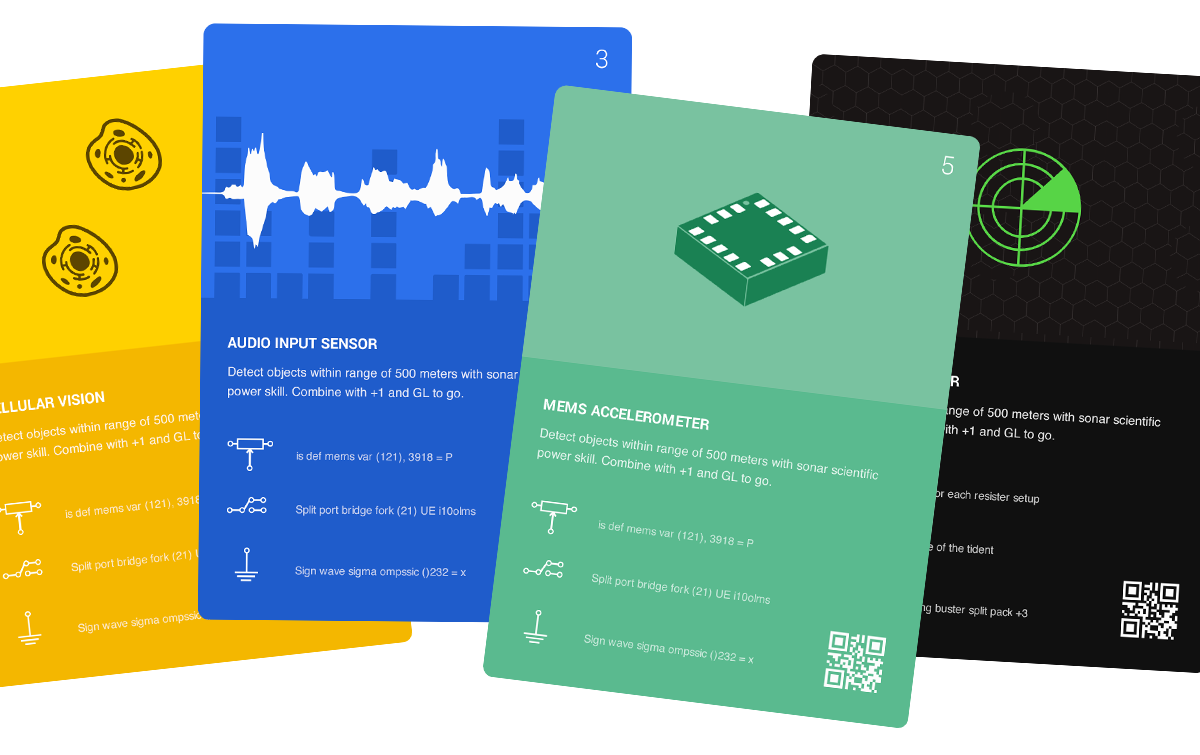 ELLULAR VISION
etect objects within range of 500 met
ower skill. Combine with +1 and GL to
is def mems var (121), 3918
Split port bridge fork (21) U
Sign wave sigma ompssic
3
AUDIO INPUT SENSOR
Detect objects within range of 500 meters with sonar
power skill. Combine with +1 and GL to go.
is def mems var (121), 3918 = P
Split port bridge fork (21) UE i10olms
Sign wave sigma ompssic ()232 = x
5
MEMS ACCELEROMETER
Detect objects within range of 500 meters with sonar scientific
power skill. Combine with +1 and GL to go.
is def mems var (121), 3918 = P
Split port bridge fork (21) UE i10olms
Sign wave sigma ompssic ()232 = x
R
ange of 500 meters with sonar scientific
ith +1 and GL to go.
or each resister setup
e of the tident
ng buster split pack +3